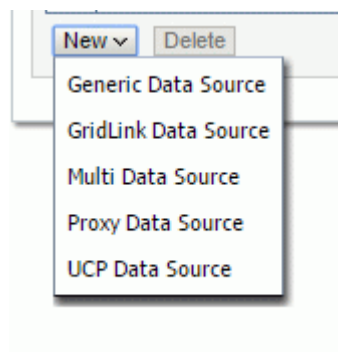 New Delete
Generic Data Source
GridLink Data Source
Multi Data Source
Proxy Data Source
UCP Data Source